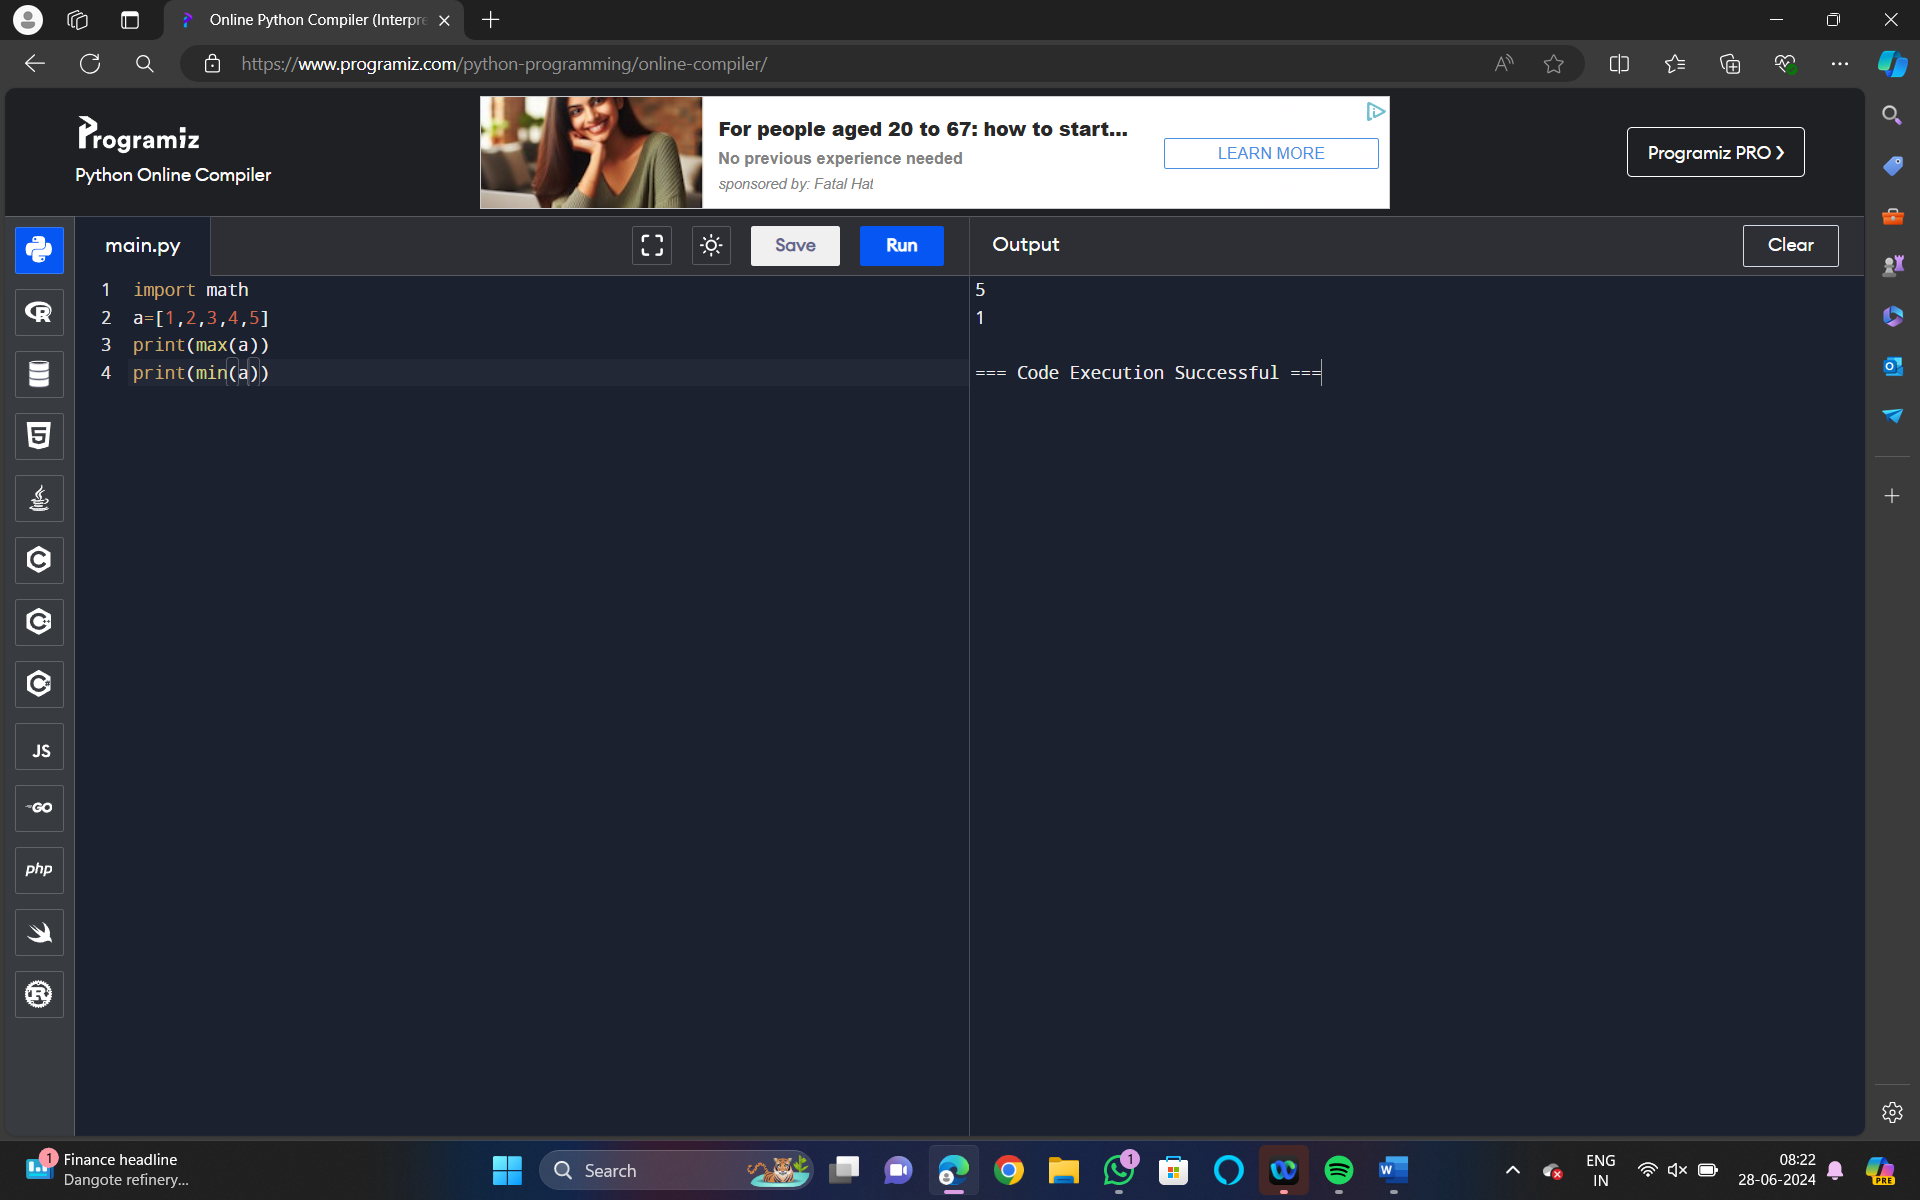 Online Python Compiler (Interpre
https://www.programiz.com/python-programming/online-compiler/
Programiz
Python Online Compiler
For people aged 20 to 67: how to start...
No previous experience needed
sponsored by: Fatal Hat
LEARN MORE
Programiz PRO ›
main.py
Save
Run
Output
Clear
1 import math
2 a=[1,2,3,4,5]
3 print(max(a))
4 print(min(a))
5
1
=== Code Execution Successful ===
JS
GO
php
1
Finance headline
Dangote refinery...
Search
1
ENG
IN
08:22
28-06-2024
PRE